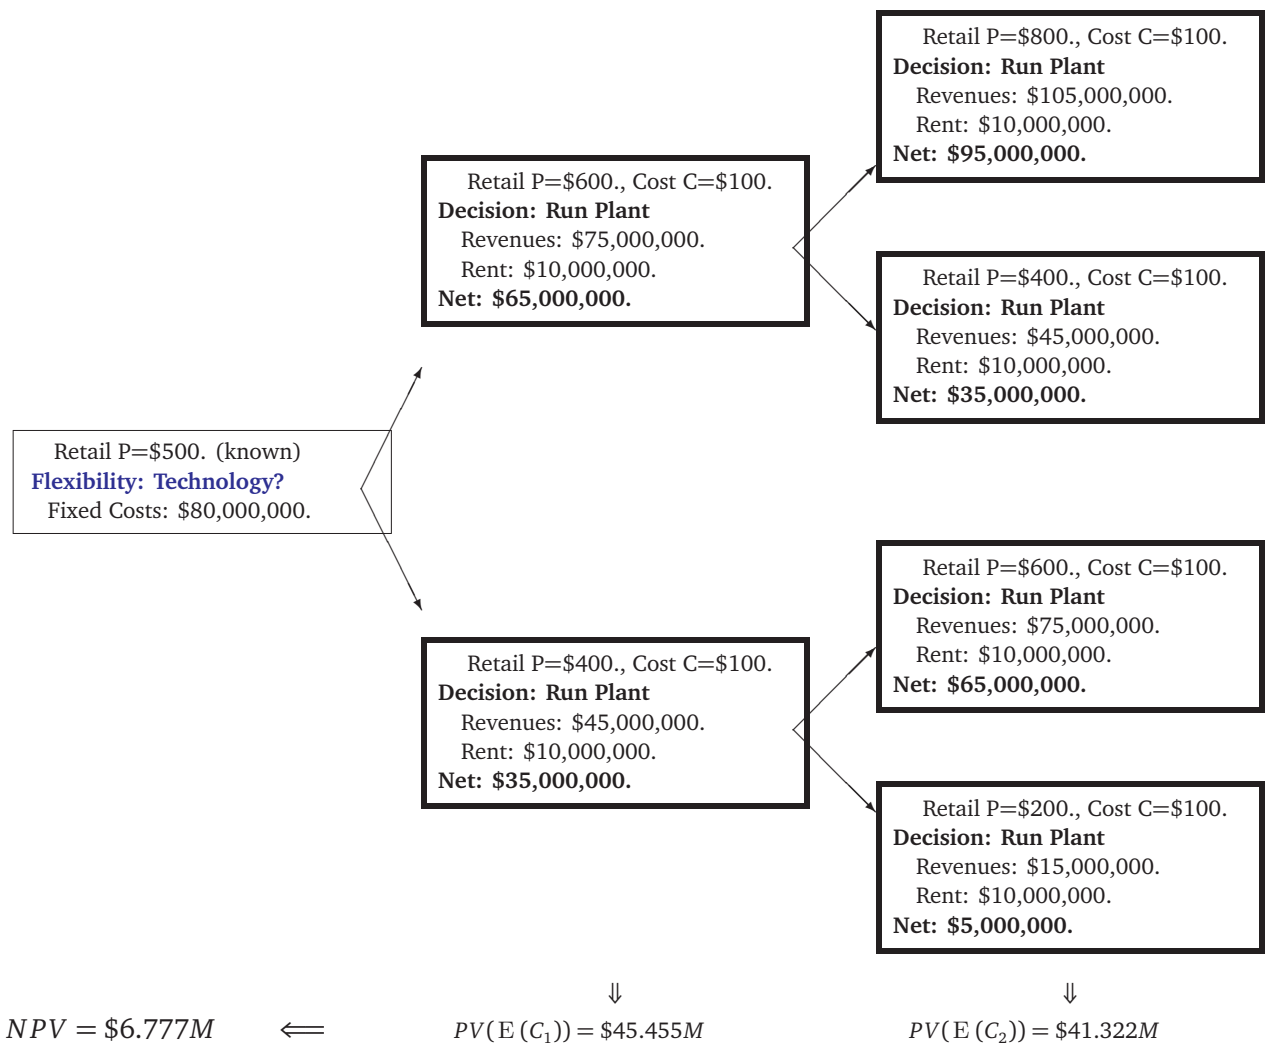 Retail P=$500. (known)
Flexibility: Technology?
Fixed Costs: $80,000,000.
Retail P=$600., Cost C=$100.
Decision: Run Plant
Revenues: $75,000,000.
Rent: $10,000,000.
Net: $65,000,000.
Retail P=$400., Cost C=$100.
Decision: Run Plant
Revenues: $45,000,000.
Rent: $10,000,000.
Net: $35,000,000.
Retail P=$800., Cost C=$100.
Decision: Run Plant
Revenues: $105,000,000.
Rent: $10,000,000.
Net: $95,000,000.
Retail P=$400., Cost C=$100.
Decision: Run Plant
Revenues: $45,000,000.
Rent: $10,000,000.
Net: $35,000,000.
Retail P=$600., Cost C=$100.
Decision: Run Plant
Revenues: $75,000,000.
Rent: $10,000,000.
Net: $65,000,000.
Retail P=$200., Cost C=$100.
Decision: Run Plant
Revenues: $15,000,000.
Rent: $10,000,000.
Net: $5,000,000.
⇓ ⇓
NPV = $6.777M ⇐ PV(E(C₁)) = $45.455M PV(E(C₂)) = $41.322M